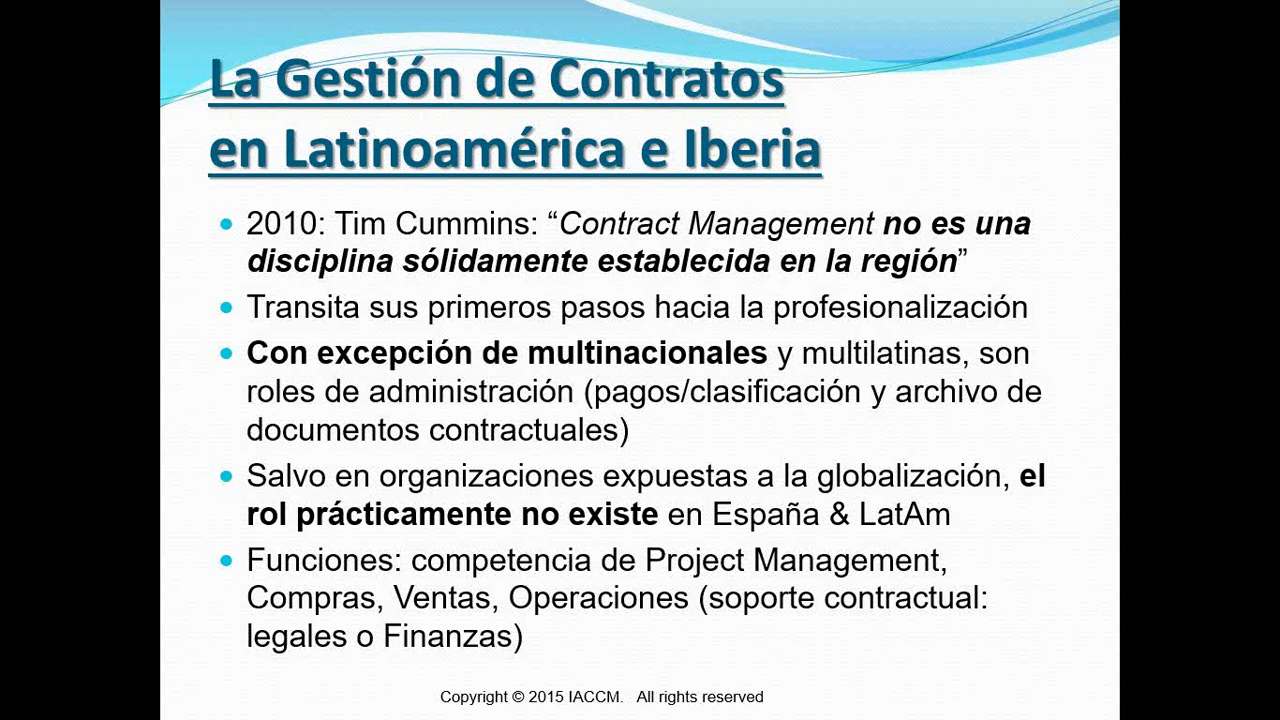 La Gestión de Contratos
en Latinoamérica e Iberia
• 2010: Tim Cummins: “Contract Management no es una
disciplina sólidamente establecida en la región”
• Transita sus primeros pasos hacia la profesionalización
• Con excepción de multinacionales y multilatinas, son
roles de administración (pagos/clasificación y archivo de
documentos contractuales)
• Salvo en organizaciones expuestas a la globalización, el
rol prácticamente no existe en España & LatAm
• Funciones: competencia de Project Management,
Compras, Ventas, Operaciones (soporte contractual:
legales o Finanzas)
Copyright © 2015 IACCM. All rights reserved